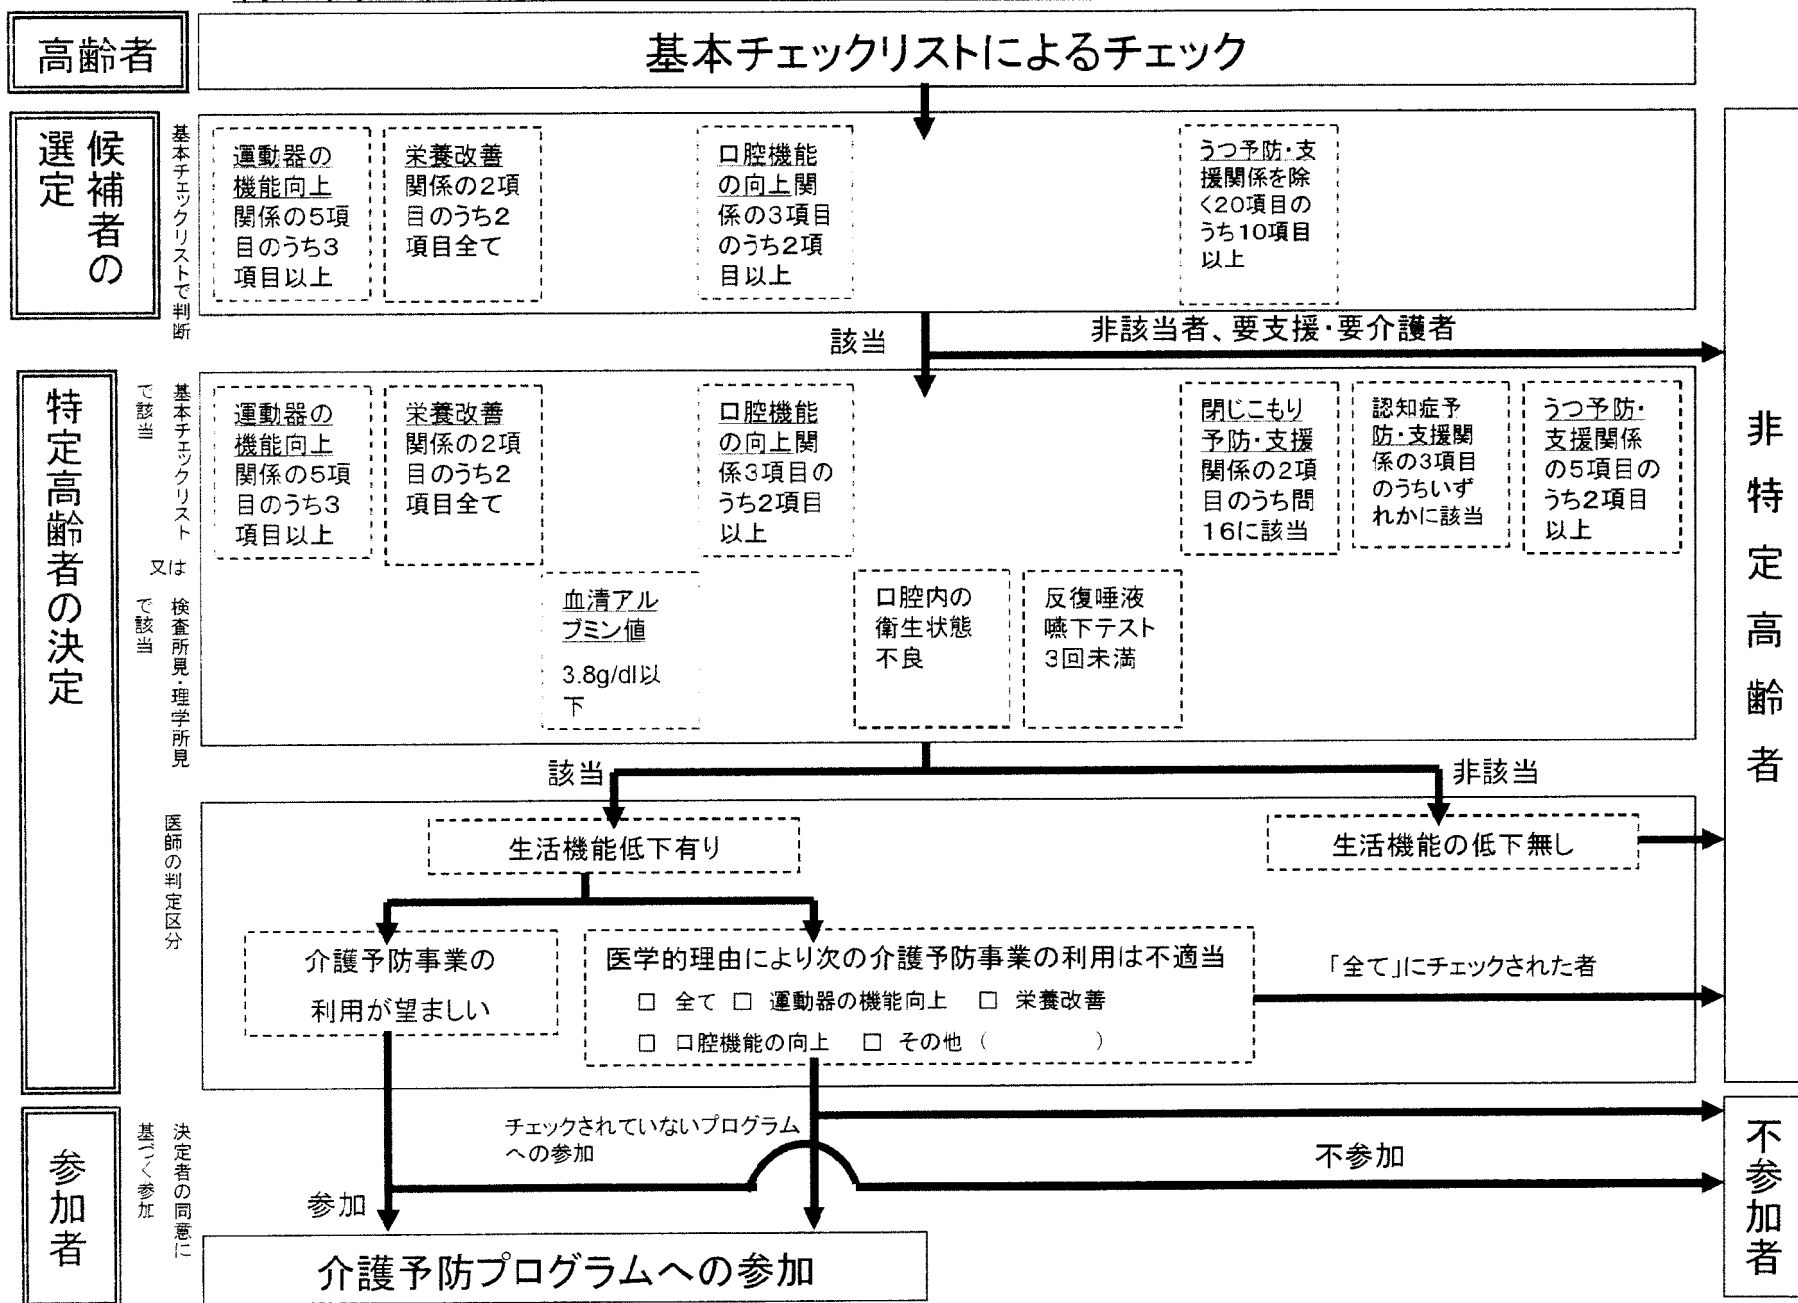 高齢者
基本チェックリストによるチェック
候補者の
選定
基本チェックリストで判断
運動器の
機能向上
関係の5項
目のうち3
項目以上
栄養改善
関係の2項
目のうち2
項目全て
口腔機能
の向上関
係の3項目
のうち2項
目以上
うつ予防・支
援関係を除
く20項目の
うち10項目
以上
該当
非該当者、要支援・要介護者
特定高齢者の決定
基本チェックリスト
で該当
又は
検査所見・理学所見
で該当
運動器の
機能向上
関係の5項
目のうち3
項目以上
栄養改善
関係の2項
目のうち2
項目全て
口腔機能
の向上関
係3項目の
うち2項目
以上
閉じこもり
予防・支援
関係の2項
目のうち問
16に該当
認知症予
防・支援関
係の3項目
のうちいず
れかに該当
うつ予防・
支援関係
の5項目の
うち2項目
以上
血清アル
ブミン値
3.8g/dl以
下
口腔内の
衛生状態
不良
反復唾液
嚥下テスト
3回未満
非特定高齢者
該当
非該当
医師の判定区分
生活機能低下有り
生活機能の低下無し
介護予防事業の
利用が望ましい
医学的理由により次の介護予防事業の利用は不適当
□ 全て □ 運動器の機能向上 □ 栄養改善
□ 口腔機能の向上 □ その他 ( )
「全て」にチェックされた者
参加者
決定者の同意に
基づく参加
チェックされていないプログラム
への参加
不参加
参加
介護予防プログラムへの参加
不参加者